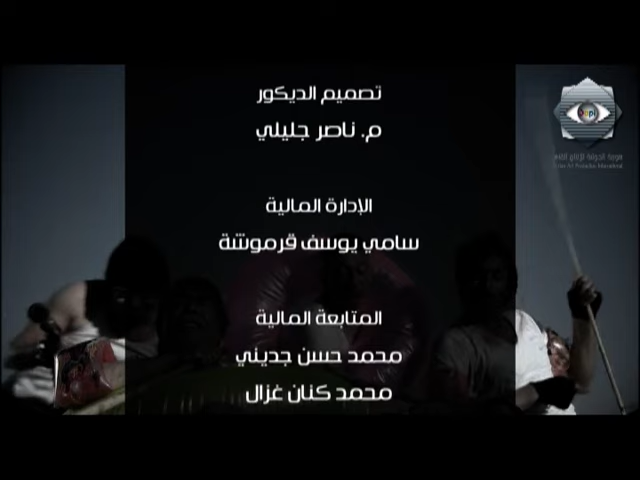 تصميم الديكور
م. ناصر جليلي
الإدارة المالية
سامي يوسف قرموشة
المتابعة المالية
محمد حسن جديني
محمد كنان غزال